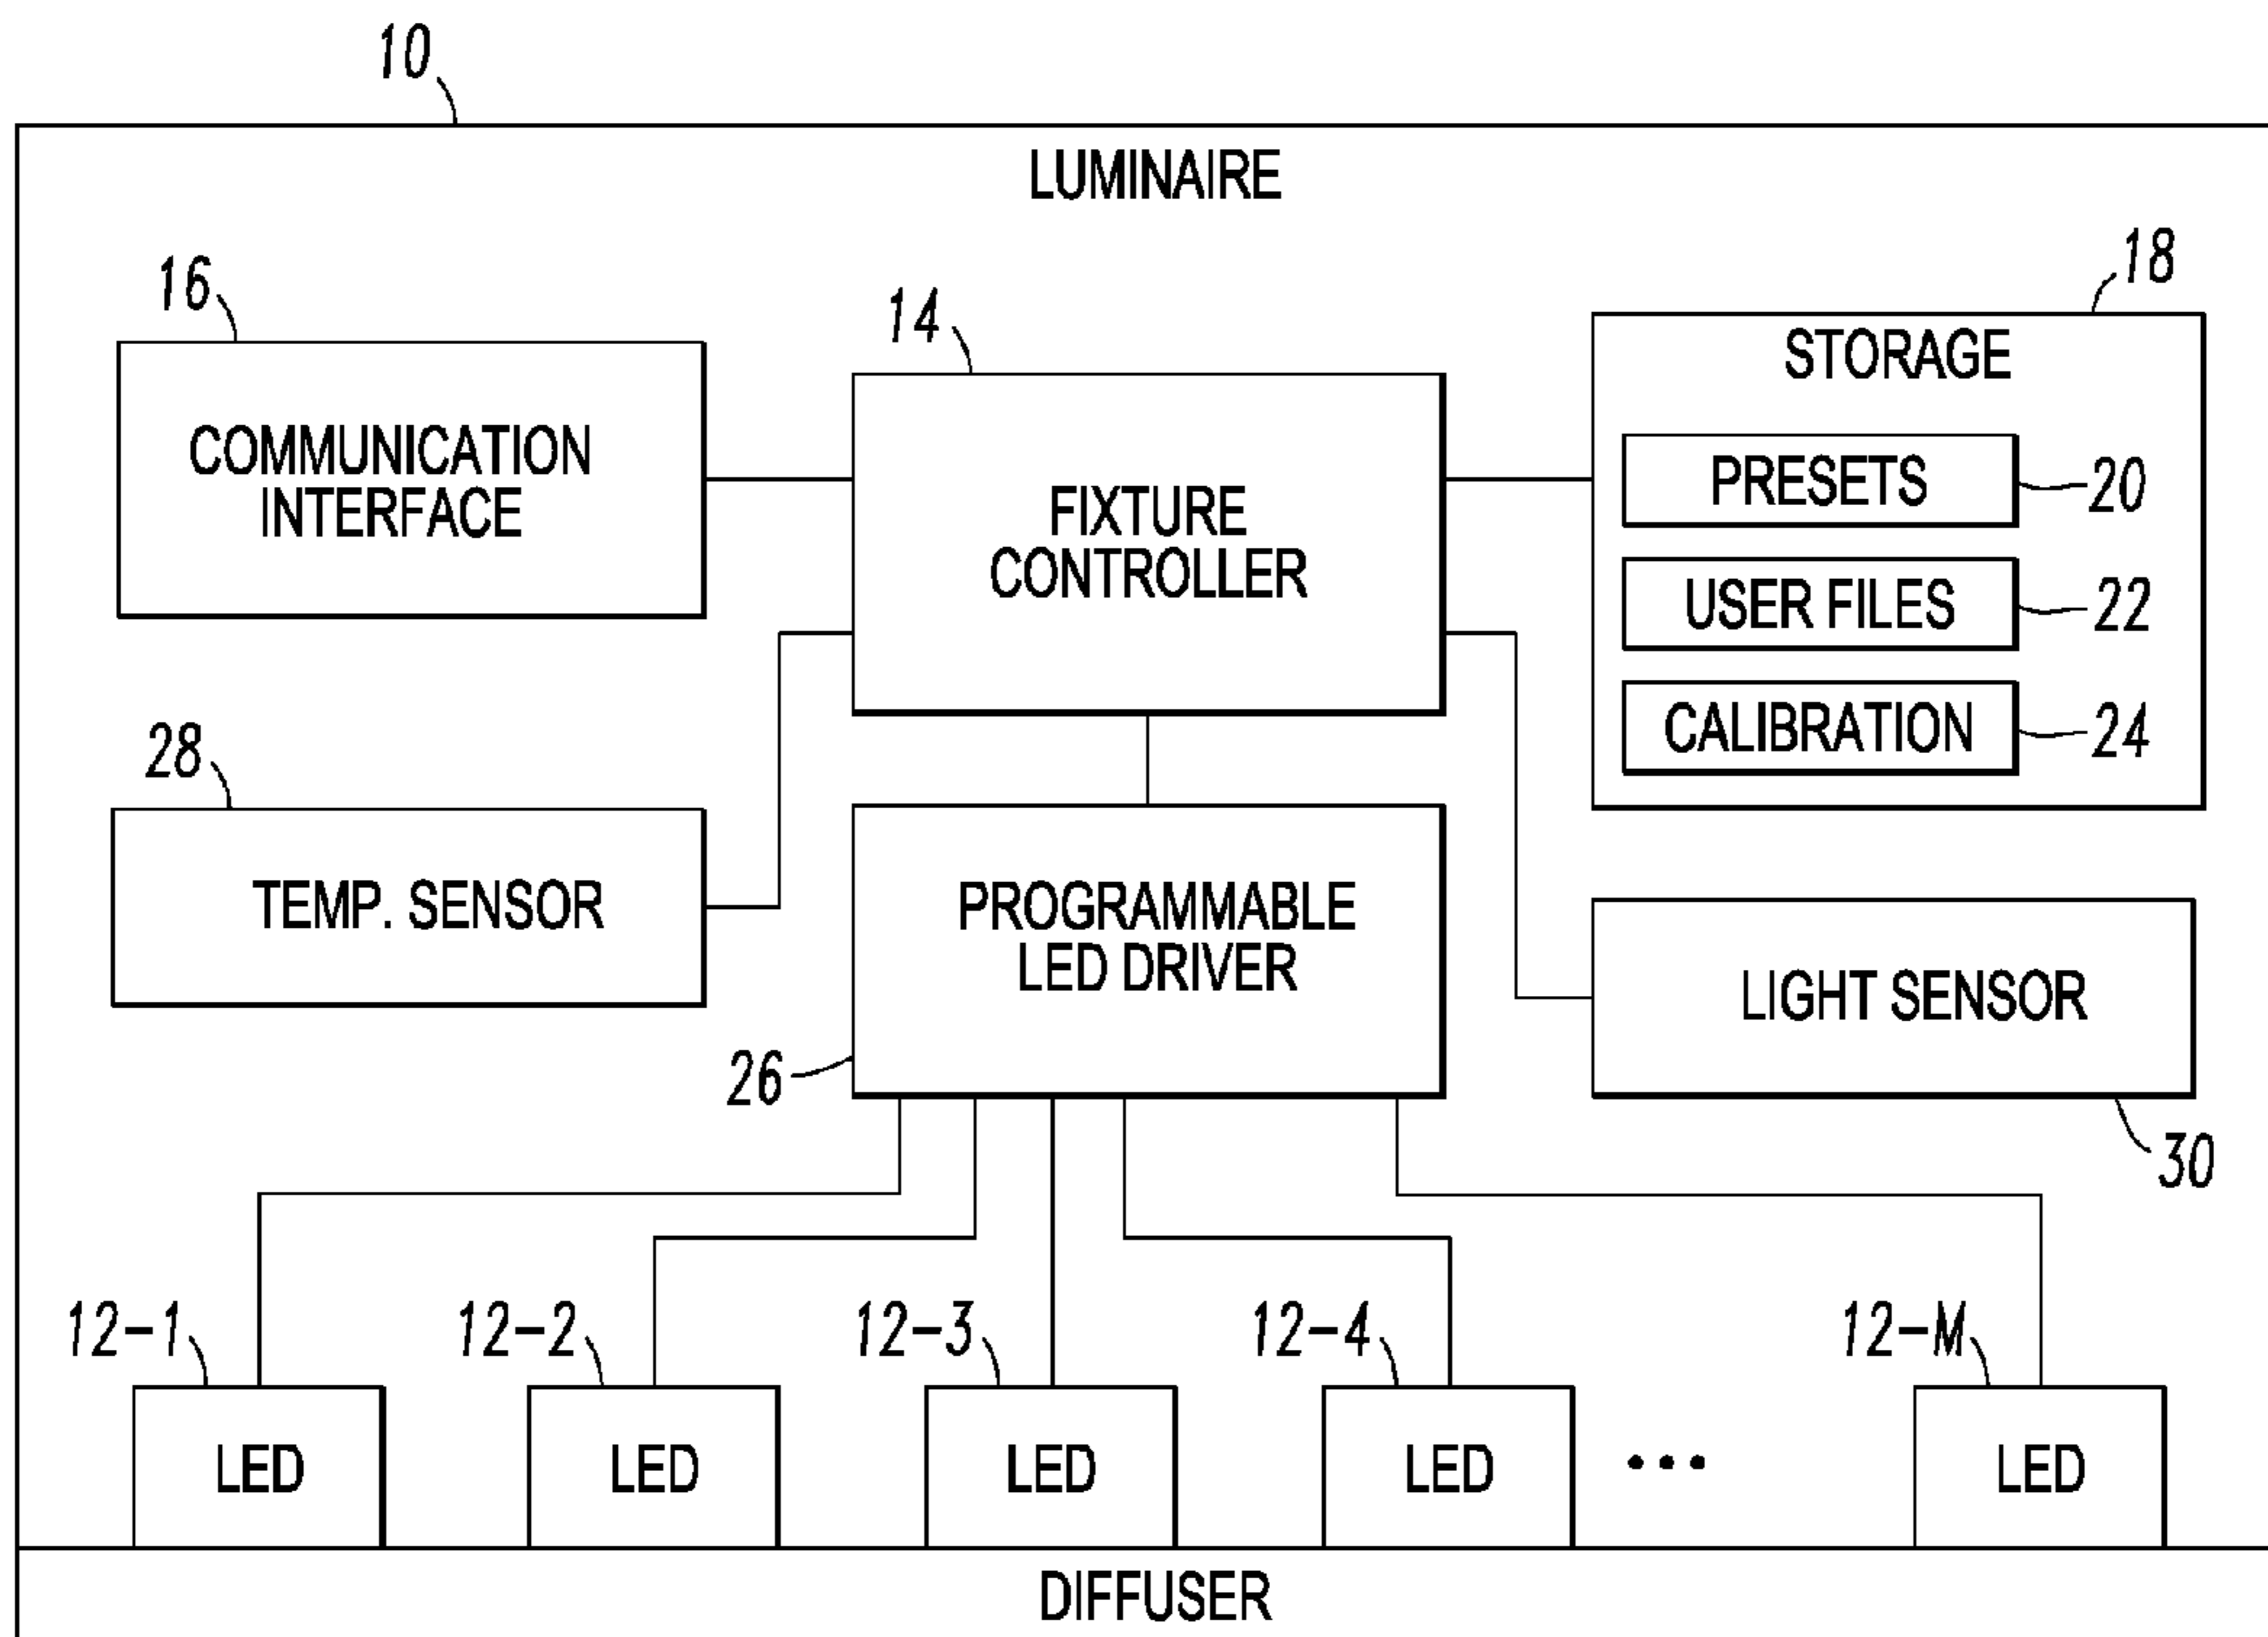 10
LUMINAIRE
16
14
18
COMMUNICATION
INTERFACE
FIXTURE
CONTROLLER
STORAGE
PRESETS
20
USER FILES
22
CALIBRATION
24
28
TEMP. SENSOR
PROGRAMMABLE
LED DRIVER
26
LIGHT SENSOR
30
12-1
12-2
12-3
12-4
12-M
LED
LED
LED
LED
• • •
LED
DIFFUSER